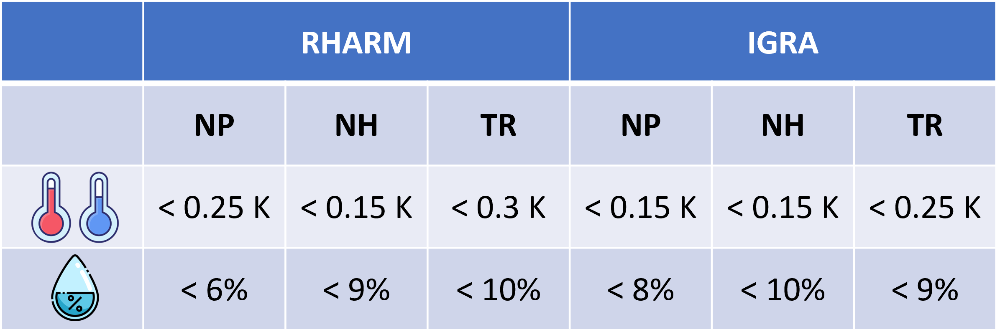 RHARM IGRA
NP NH TR NP NH TR
< 0.25 K < 0.15 K < 0.3 K < 0.15 K < 0.15 K < 0.25 K
% < 6% < 9% < 10% < 8% < 10% < 9%